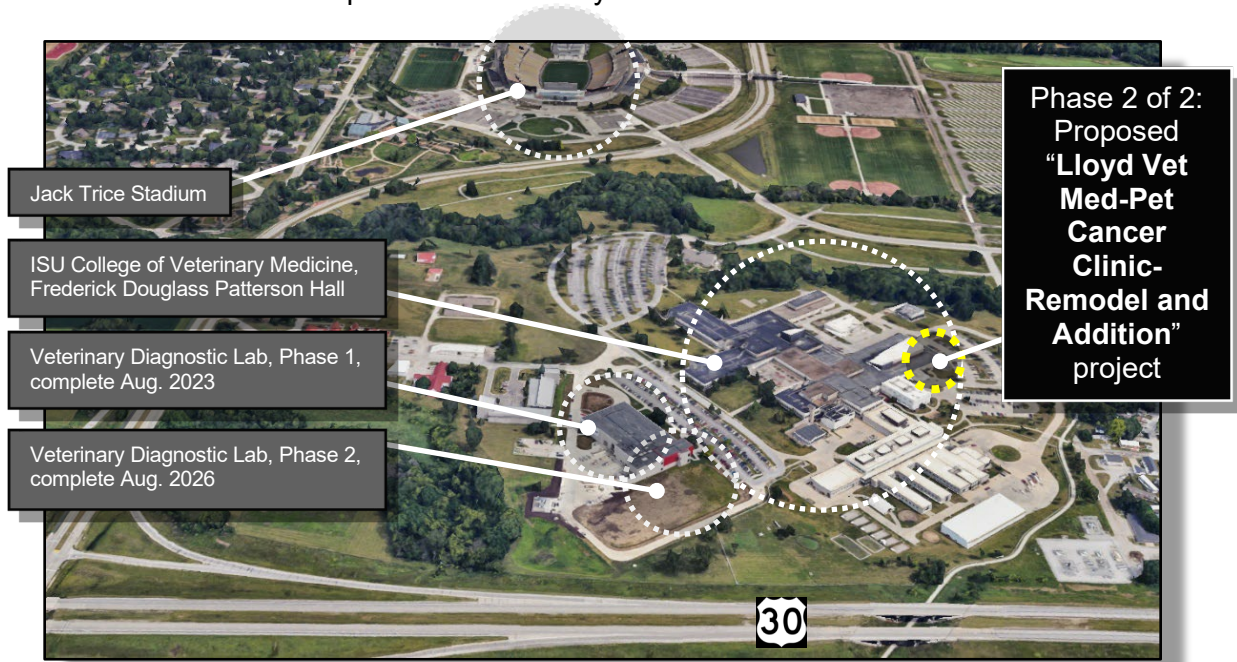 Jack Trice Stadium
ISU College of Veterinary Medicine,
Frederick Douglass Patterson Hall
Veterinary Diagnostic Lab, Phase 1,
complete Aug. 2023
Veterinary Diagnostic Lab, Phase 2,
complete Aug. 2026
Phase 2 of 2:
Proposed
“Lloyd Vet
Med-Pet
Cancer
Clinic-
Remodel and
Addition”
project
30